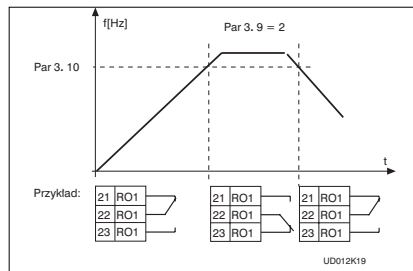 f[Hz]
Par 3. 9 = 2
Par 3. 10
t
Przykład:
21 RO1
22 RO1
23 RO1
21 RO1
22 RO1
23 RO1
21 RO1
22 RO1
23 RO1
UD012K19